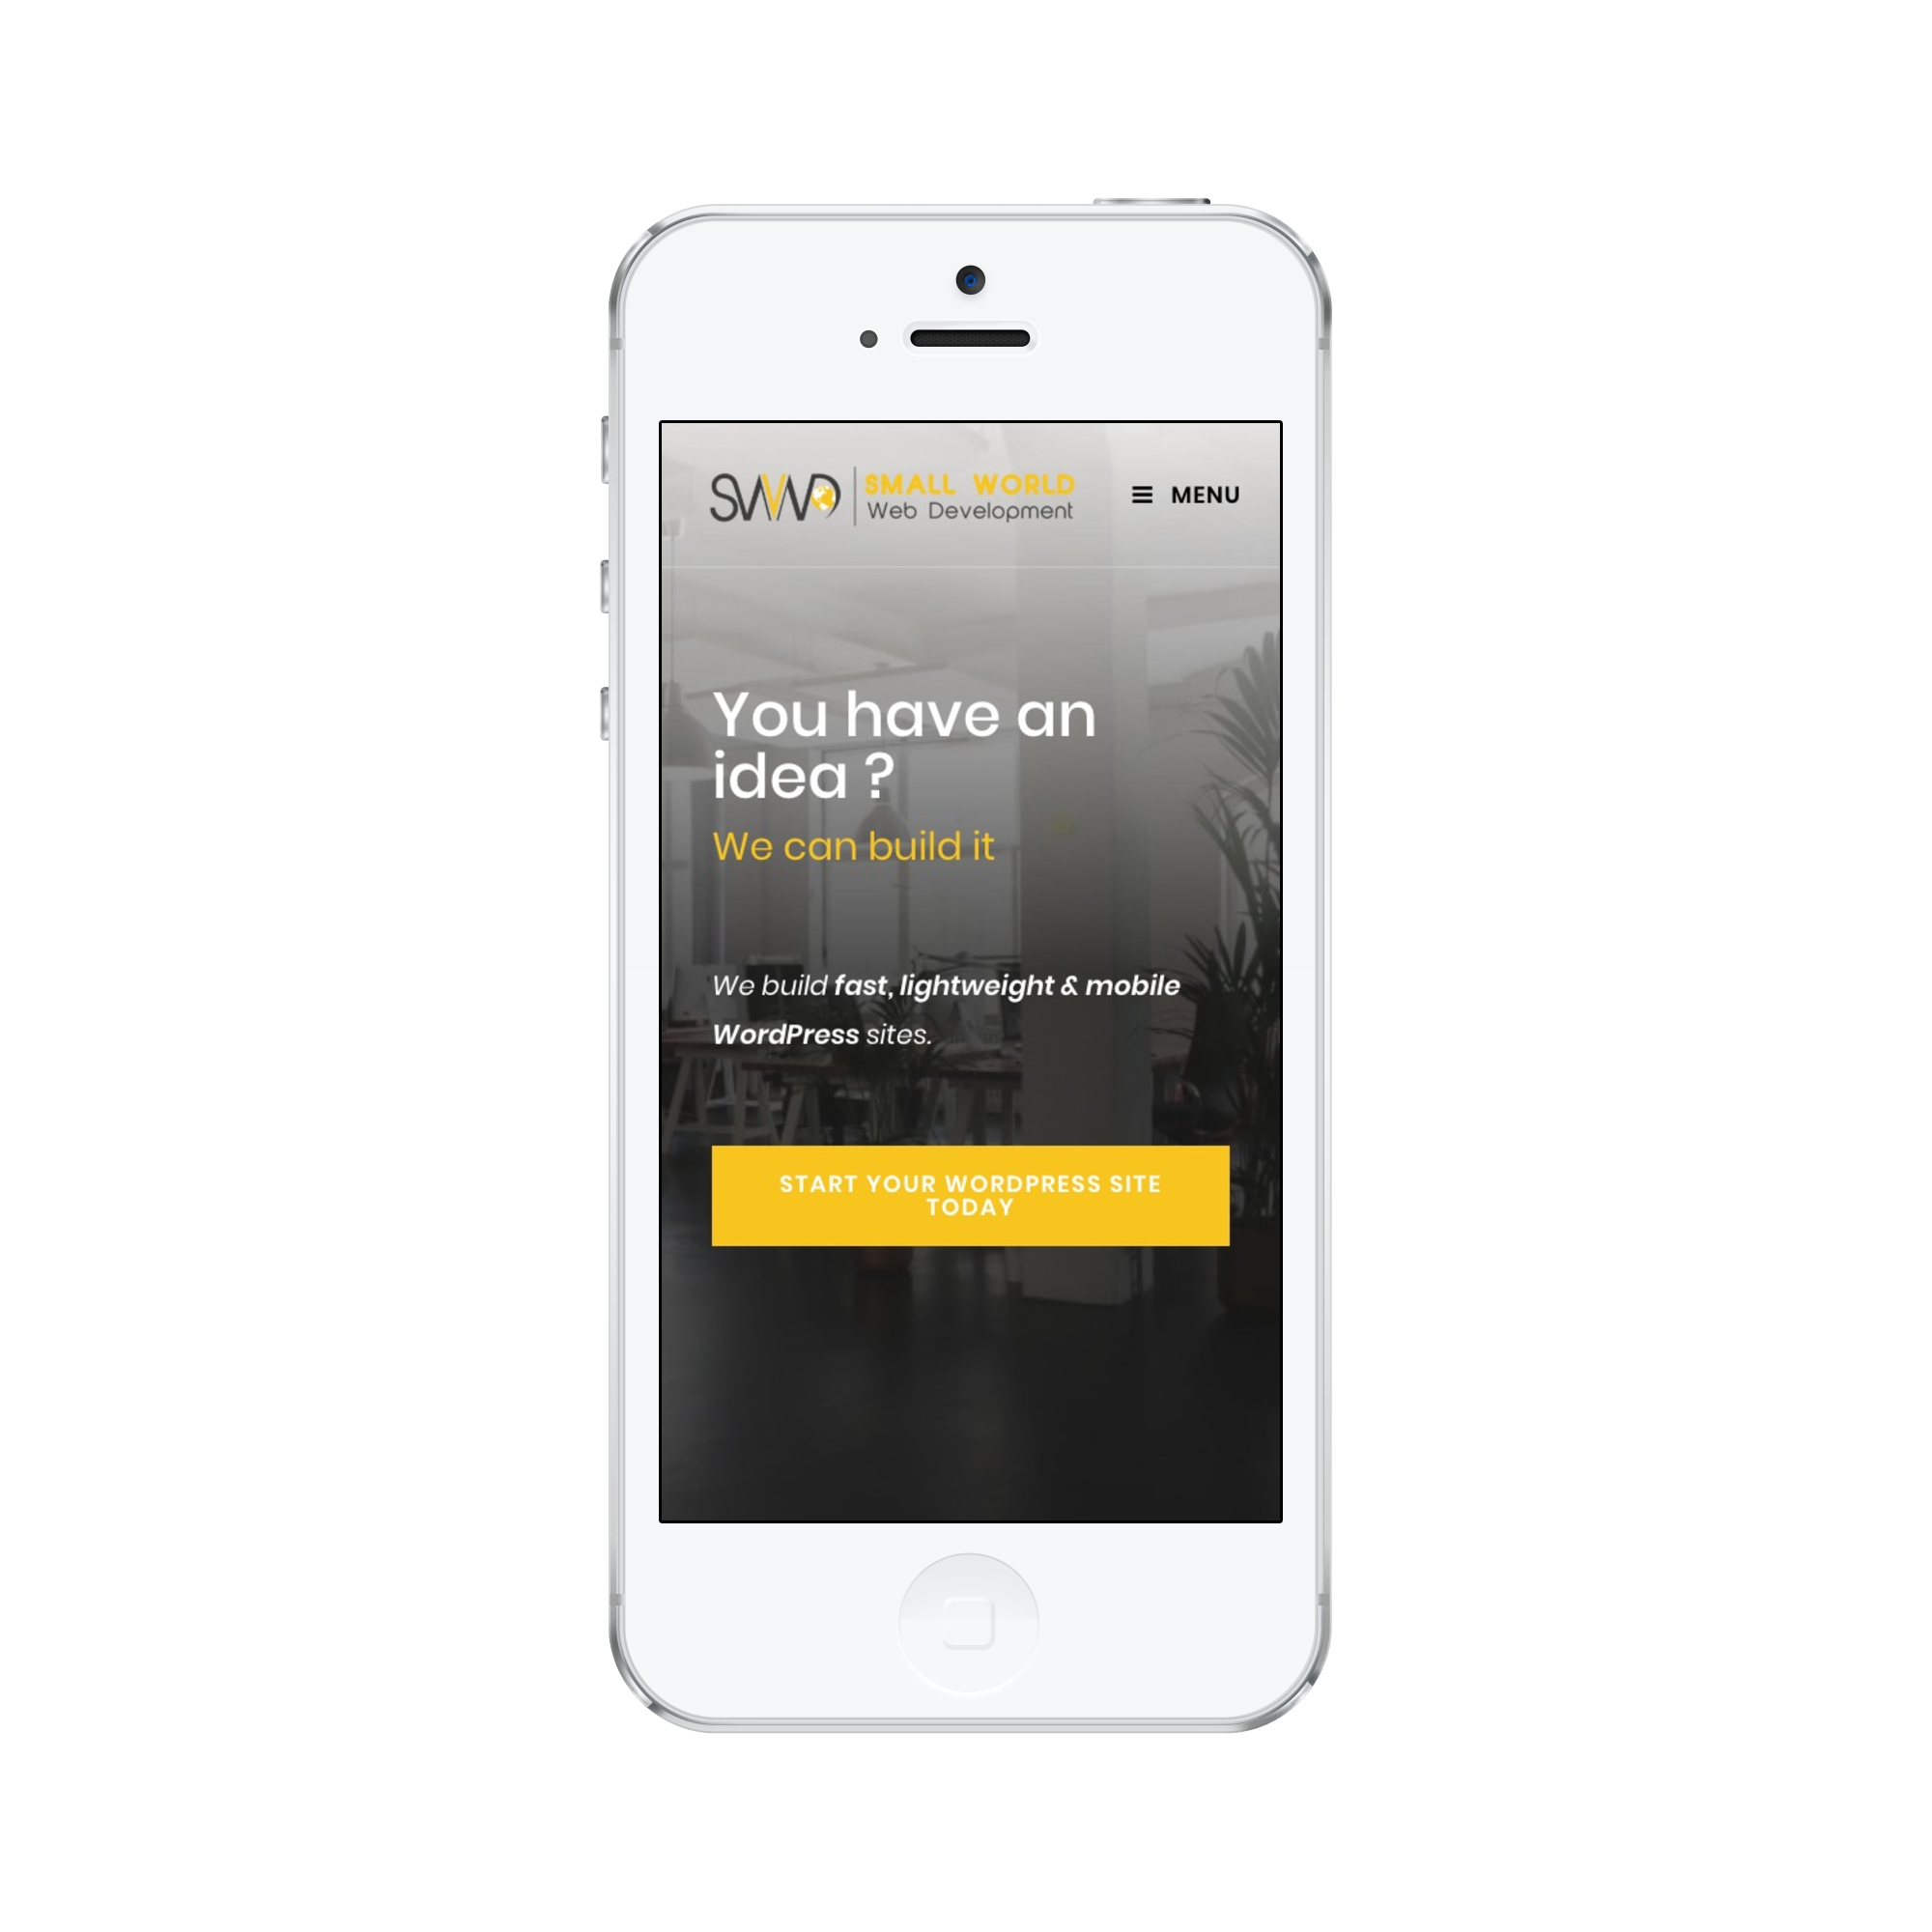 SWWD SMALL WORLD
Web Development
MENU
You have an
idea ?
We can build it
We build fast, lightweight & mobile
WordPress sites.
START YOUR WORDPRESS SITE
TODAY